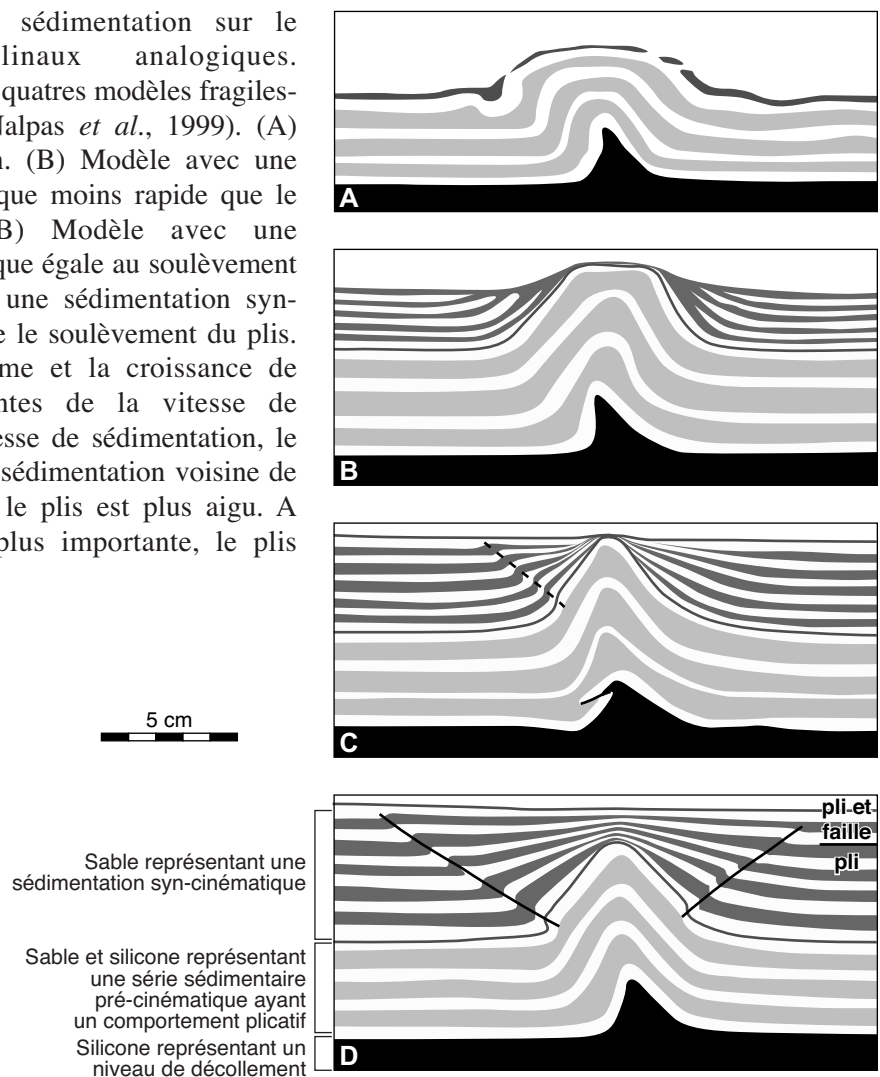 sédimentation sur le
linaux analogiques.
quatres modèles fragiles-
Nalpas et al., 1999). (A)
n. (B) Modèle avec une
que moins rapide que le
B) Modèle avec une
que égale au soulèvement
une sédimentation syn-
e le soulèvement du plis.
me et la croissance de
ntes de la vitesse de
esse de sédimentation, le
sédimentation voisine de
le plis est plus aigu. A
plus importante, le plis
A
B
C
5 cm
pli et
faille
pli
Sable représentant une
sédimentation syn-cinématique
Sable et silicone représentant
une série sédimentaire
pré-cinématique ayant
un comportement plicatif
Silicone représentant un
niveau de décollement
D